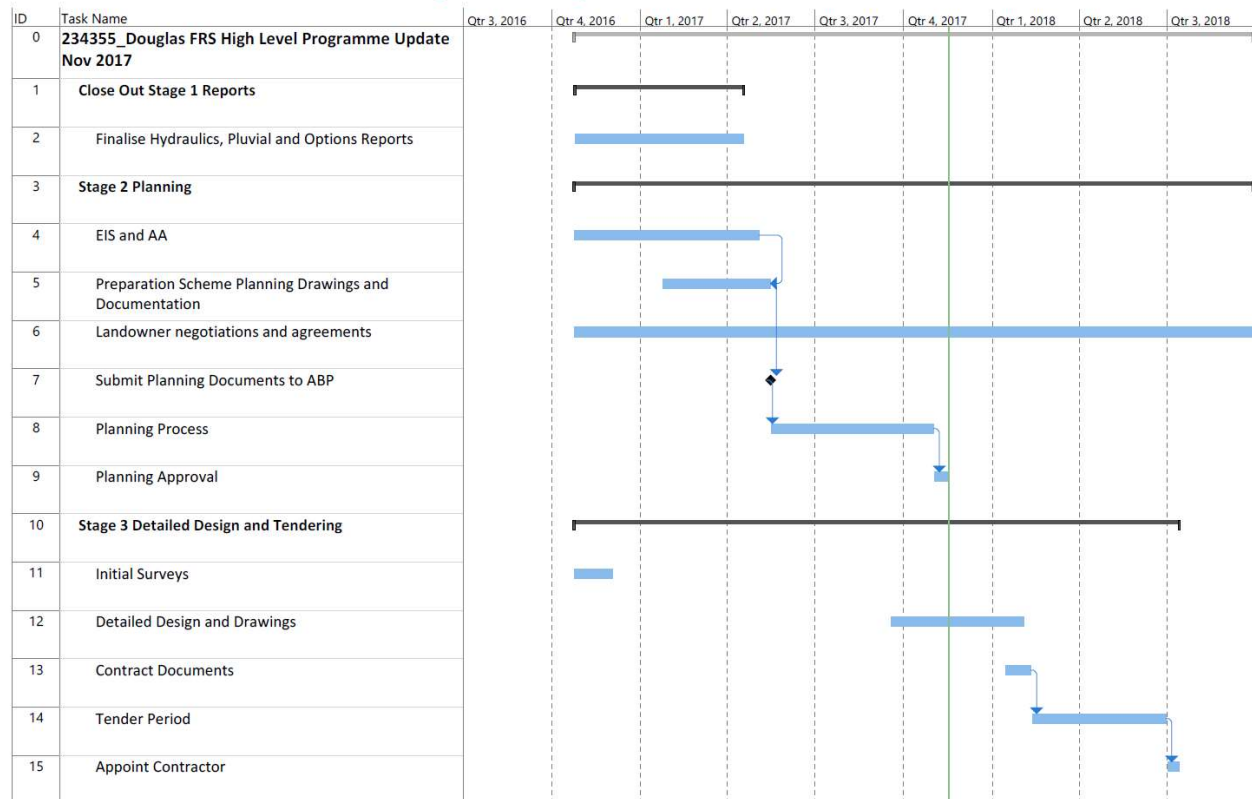 ID Task Name Qtr 3, 2016 Qtr 4, 2016 Qtr 1, 2017 Qtr 2, 2017 Qtr 3, 2017 Qtr 4, 2017 Qtr 1, 2018 Qtr 2, 2018 Qtr 3, 2018
0 234355_Douglas FRS High Level Programme Update
Nov 2017
1 Close Out Stage 1 Reports
2 Finalise Hydraulics, Pluvial and Options Reports
3 Stage 2 Planning
4 EIS and AA
5 Preparation Scheme Planning Drawings and
Documentation
6 Landowner negotiations and agreements
7 Submit Planning Documents to ABP
8 Planning Process
9 Planning Approval
10 Stage 3 Detailed Design and Tendering
11 Initial Surveys
12 Detailed Design and Drawings
13 Contract Documents
14 Tender Period
15 Appoint Contractor